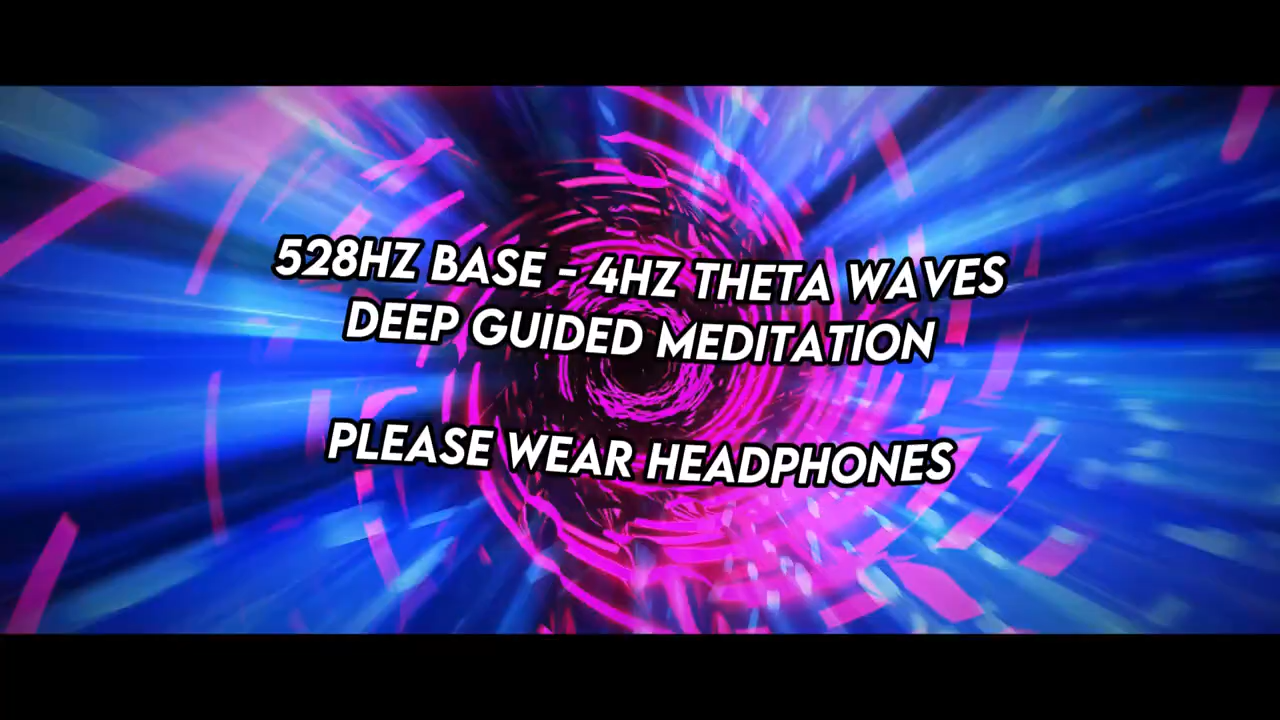 528HZ BASE - 4HZ THETA WAVES
DEEP GUIDED MEDITATION
PLEASE WEAR HEADPHONES